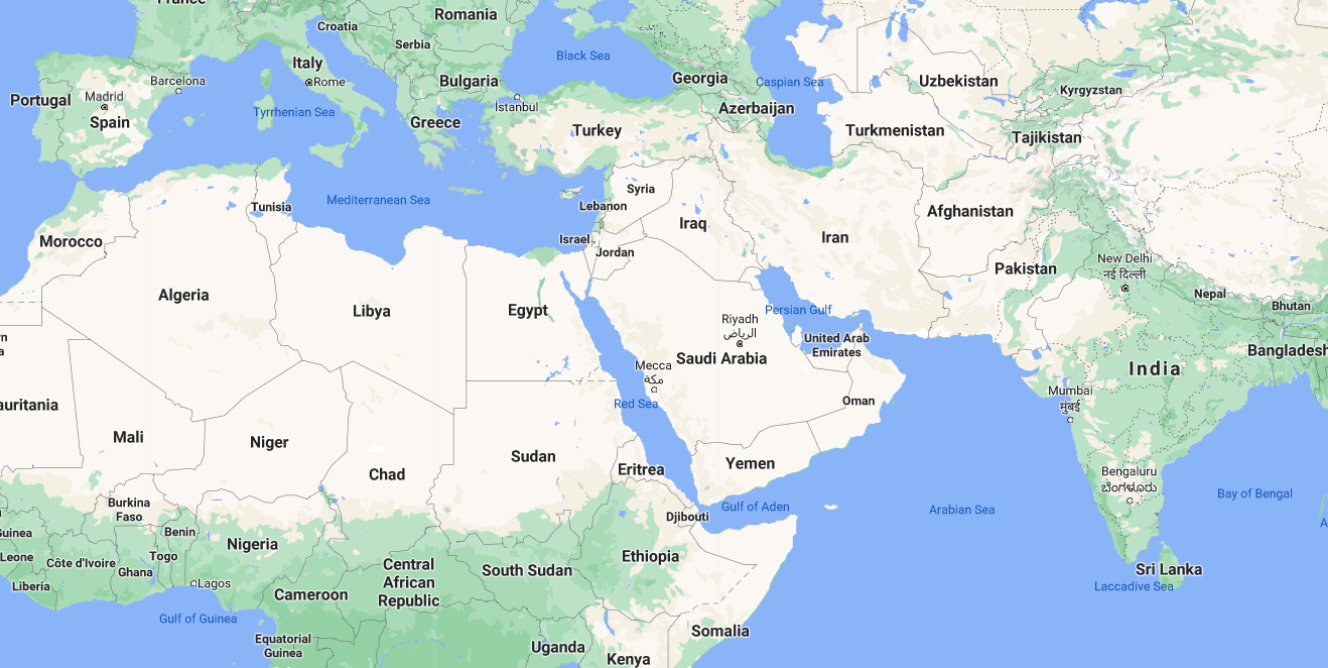 France
Romania
Croatia
Serbia
Black Sea
Italy
Rome
Barcelona
Bulgaria
Georgia
Caspian Sea
Uzbekistan
Kyrgyzstan
Portugal
Madrid
Spain
Tyrrhenian Sea
İstanbul
Greece
Azerbaijan
Turkey
Turkmenistan
Tajikistan
Syria
Mediterranean Sea
Tunisia
Lebanon
Afghanistan
Iraq
Morocco
Israel
Iran
Jordan
Pakistan
New Delhi
नई दिल्ली
Algeria
Nepal
Bhutan
Libya
Egypt
Persian Gulf
Riyadh
الرياض
United Arab
Emirates
Saudi Arabia
Bangladesh
Mecca
مكة
India
Mumbai
मुंबई
Red Sea
Oman
auritania
Mali
Niger
Sudan
Chad
Eritrea
Yemen
Bengaluru
ಬೆಂಗಳೂರು
Bay of Bengal
Burkina
Faso
Gulf of Aden
Arabian Sea
Djibouti
Guinea
Benin
Nigeria
Leone
Côte d'Ivoire
Togo
Ghana
Ethiopia
Central
African
Republic
South Sudan
Sri Lanka
Liberia
Lagos
Cameroon
Laccadive Sea
Gulf of Guinea
Equatorial
Guinea
Somalia
Uganda
Kenya